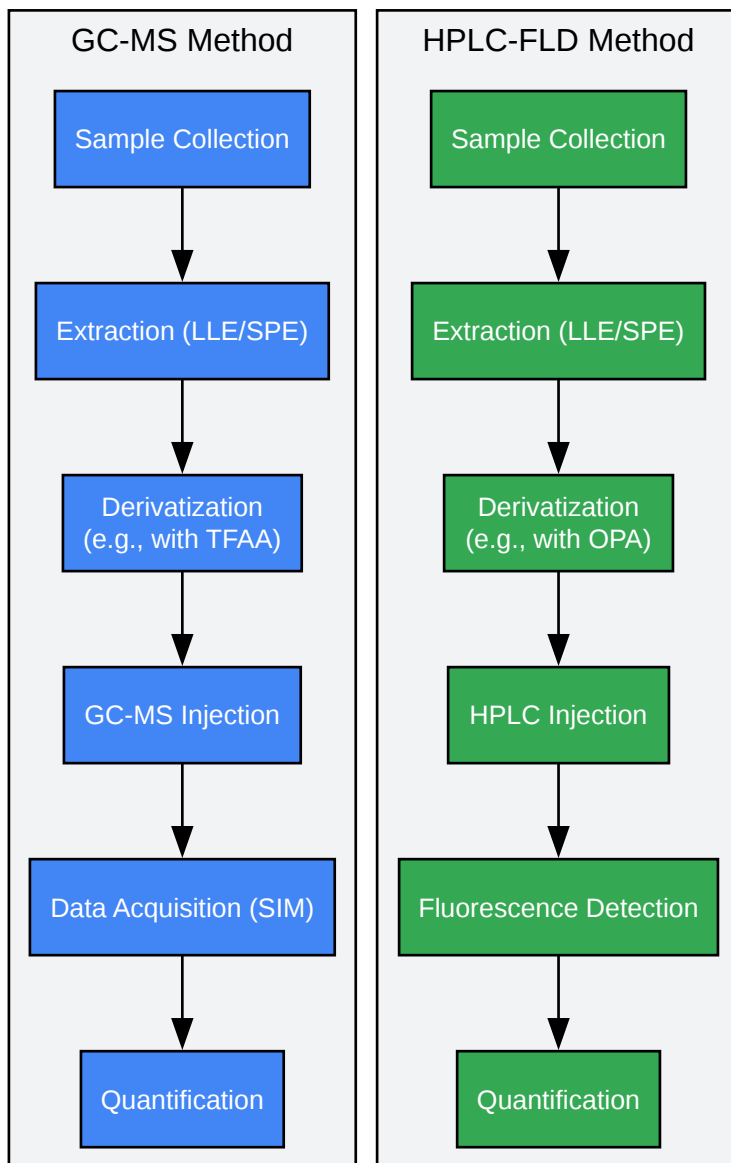 GC-MS Method
Sample Collection
Extraction (LLE/SPE)
Derivatization
(e.g., with TFAA)
GC-MS Injection
Data Acquisition (SIM)
Quantification
HPLC-FLD Method
Sample Collection
Extraction (LLE/SPE)
Derivatization
(e.g., with OPA)
HPLC Injection
Fluorescence Detection
Quantification